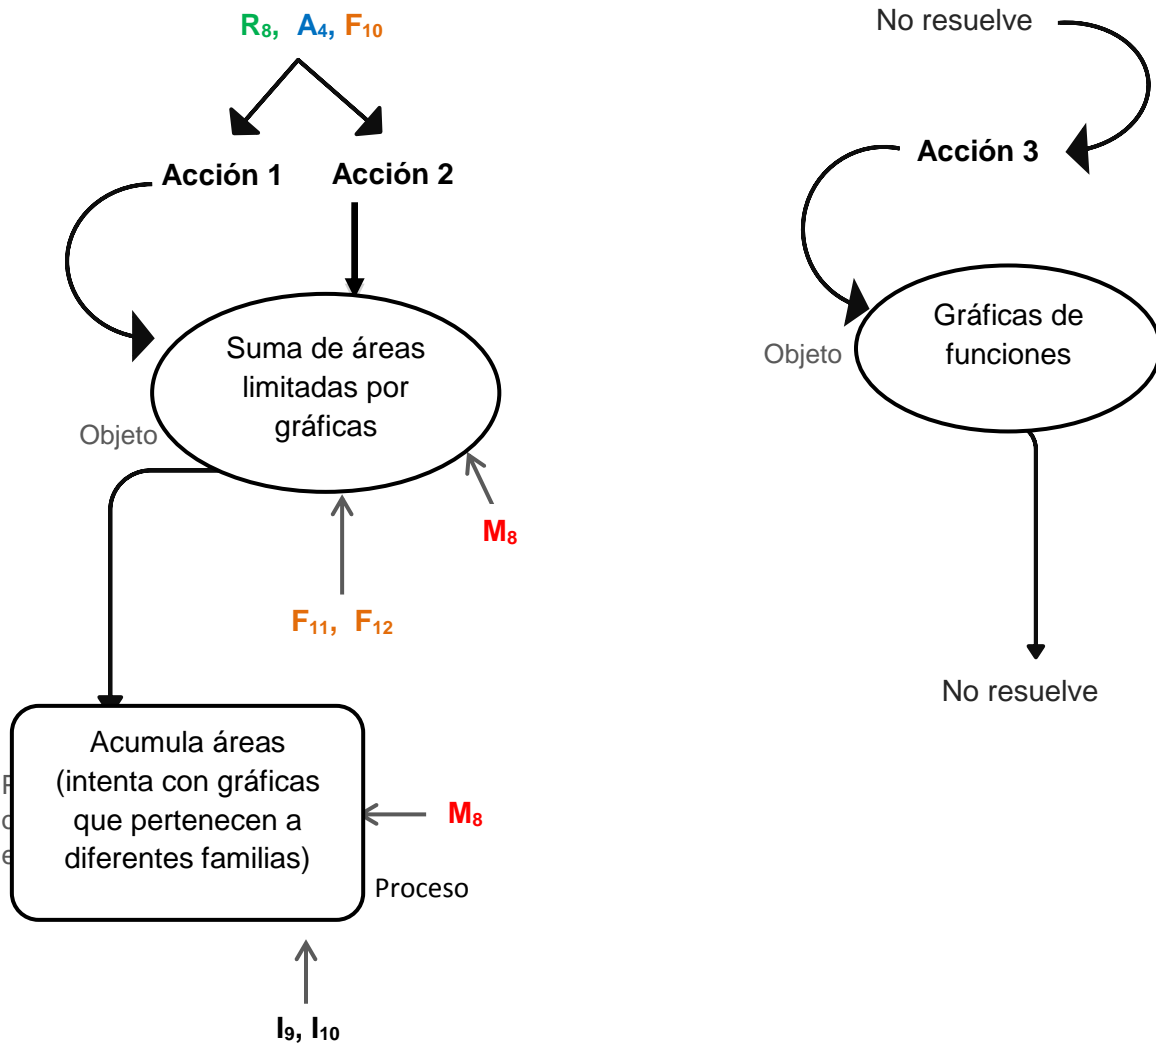 R8, A4, F10
No resuelve
Acción 1
Acción 2
Acción 3
Objeto
Suma de áreas
limitadas por
gráficas
Objeto
Gráficas de
funciones
M8
F11, F12
No resuelve
Acumula áreas
(intenta con gráficas
que pertenecen a
diferentes familias)
M8
Proceso
I9, I10